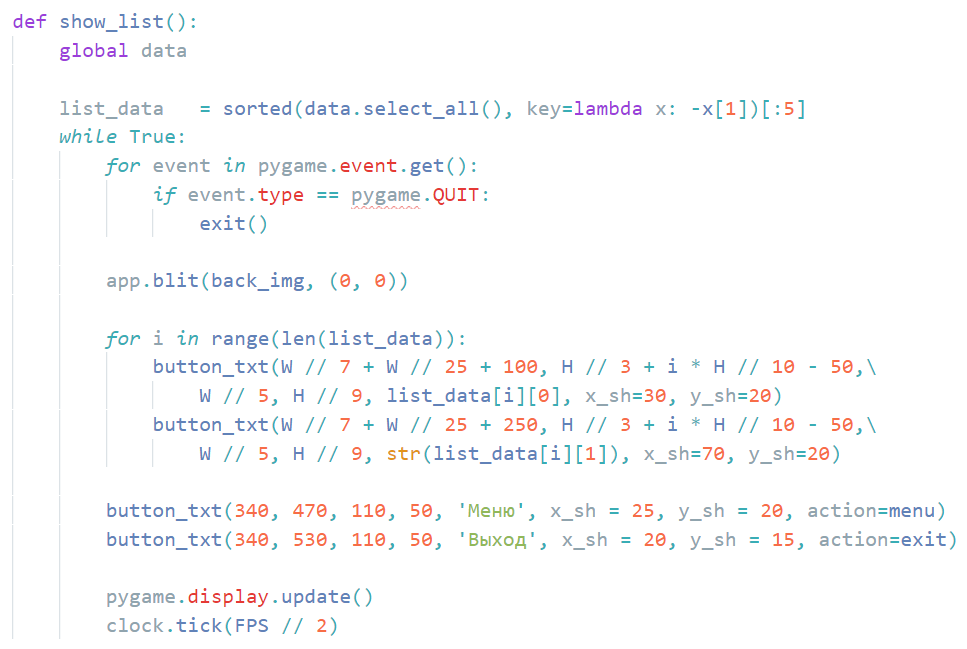 def show_list():
    global data

    list_data   = sorted(data.select_all(), key=lambda x: -x[1])[:5]
    while True:
        for event in pygame.event.get():
            if event.type == pygame.QUIT:
                exit()

        app.blit(back_img, (0, 0))

        for i in range(len(list_data)):
            button_txt(W // 7 + W // 25 + 100, H // 3 + i * H // 10 - 50,\
                W // 5, H // 9, list_data[i][0], x_sh=30, y_sh=20)
            button_txt(W // 7 + W // 25 + 250, H // 3 + i * H // 10 - 50,\
                W // 5, H // 9, str(list_data[i][1]), x_sh=70, y_sh=20)

        button_txt(340, 470, 110, 50, 'Меню', x_sh = 25, y_sh = 20, action=menu)
        button_txt(340, 530, 110, 50, 'Выход', x_sh = 20, y_sh = 15, action=exit)

        pygame.display.update()
        clock.tick(FPS // 2)